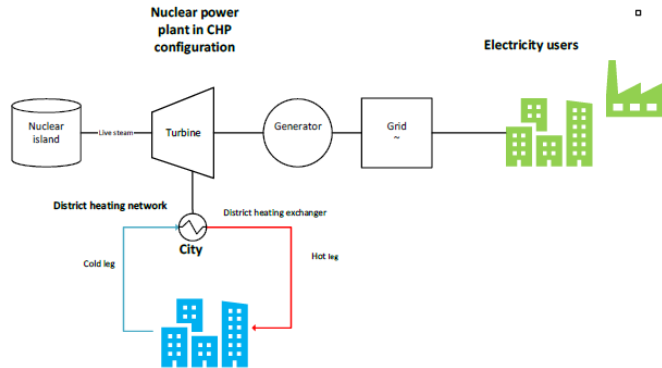 Nuclear power
plant in CHP
configuration
Electricity users
Nuclear
island
Live steam
Turbine
Generator
Grid
~
District heating network
District heating exchanger
City
Cold leg
Hot leg